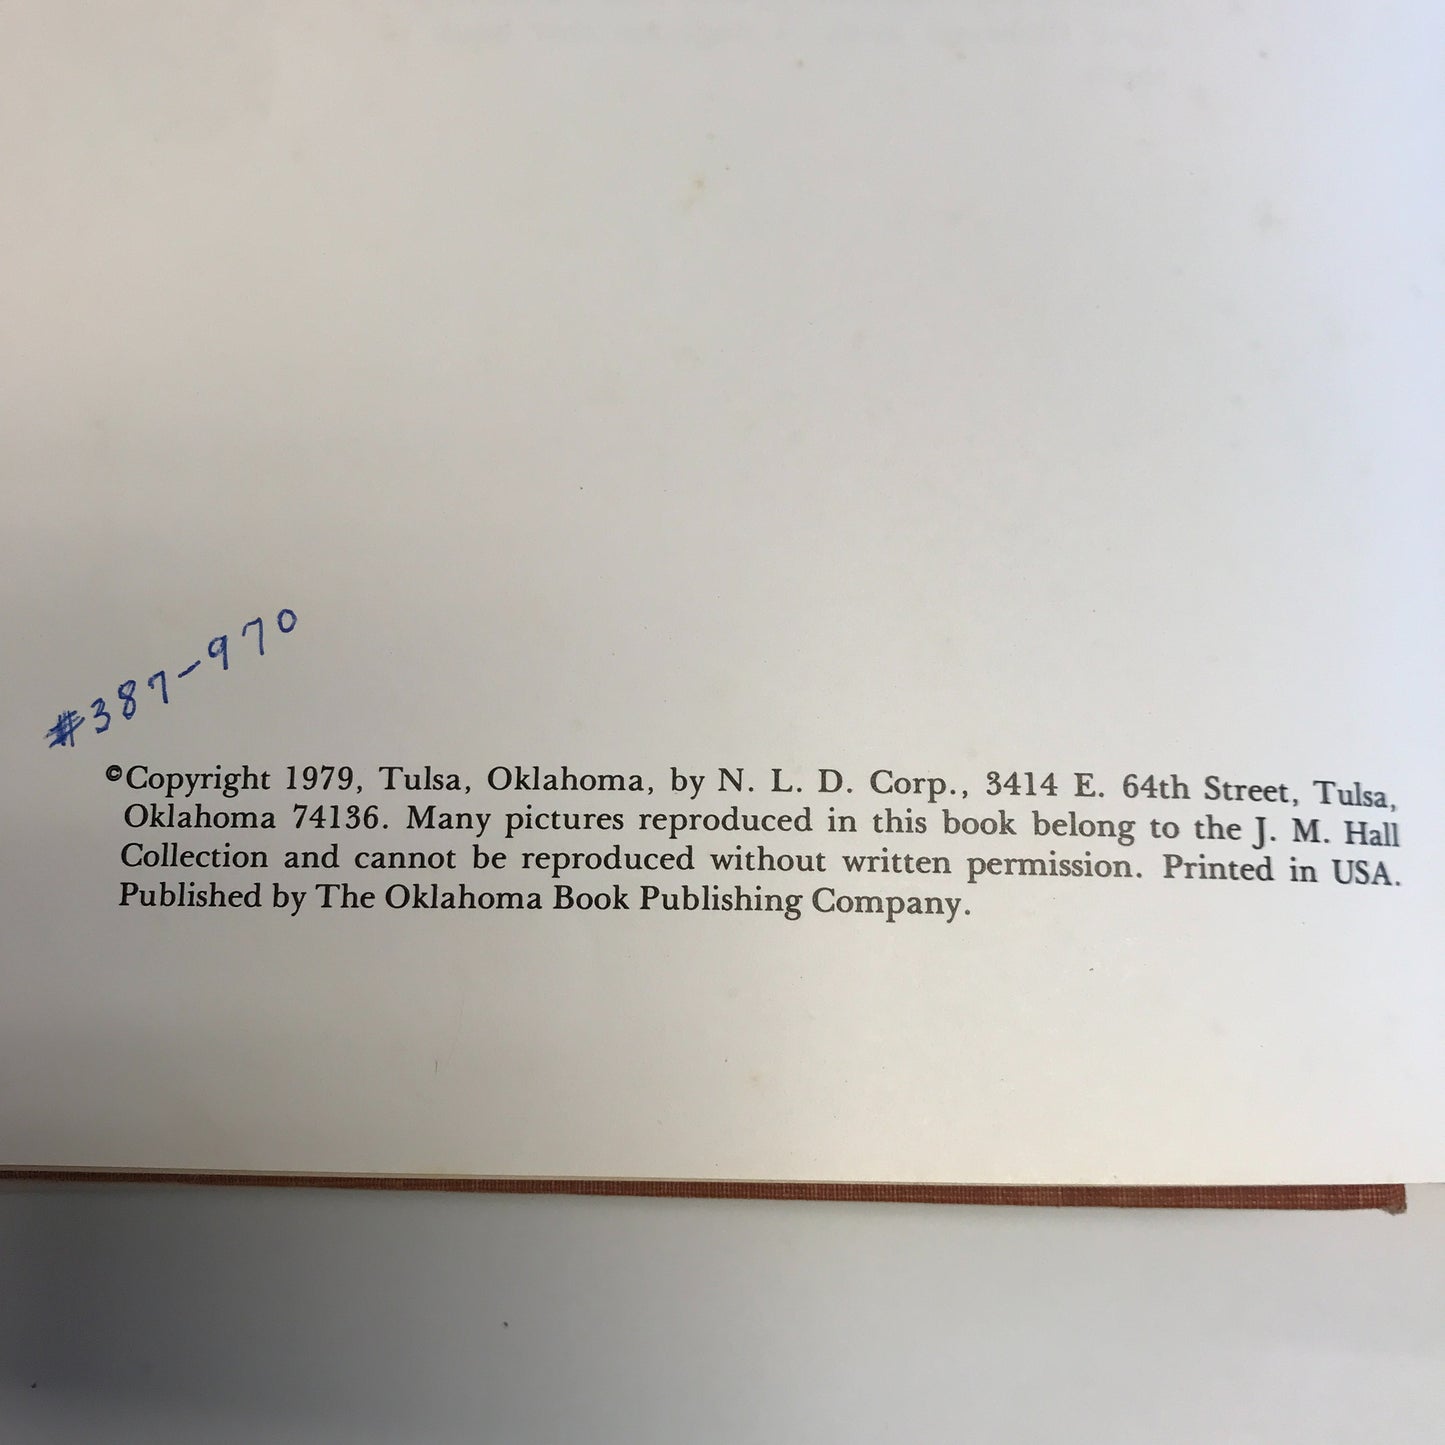 #387-970
©Copyright 1979, Tulsa, Oklahoma, by N. L. D. Corp., 3414 E. 64th Street, Tulsa,
Oklahoma 74136. Many pictures reproduced in this book belong to the J. M. Hall
Collection and cannot be reproduced without written permission. Printed in USA.
Published by The Oklahoma Book Publishing Company.